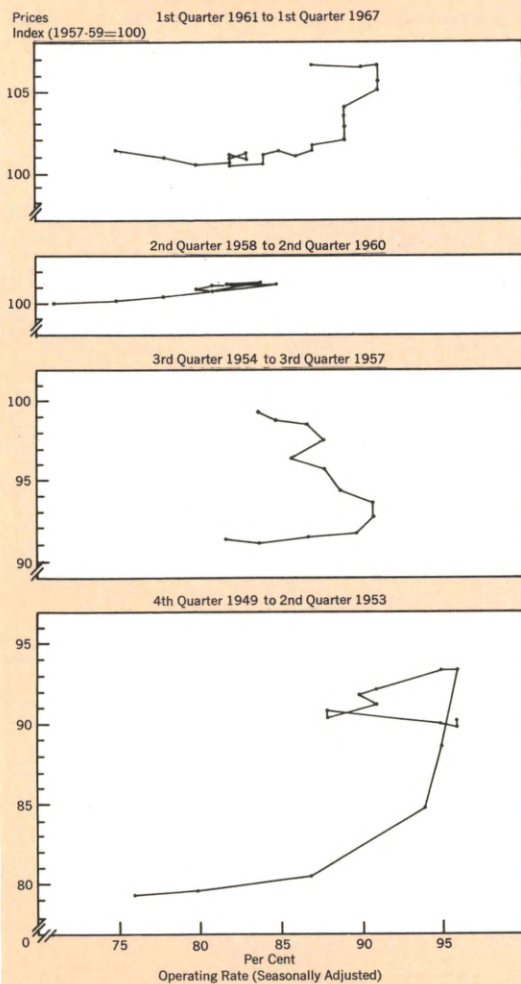 Prices
Index (1957-59=100)
1st Quarter 1961 to 1st Quarter 1967
105
100
2nd Quarter 1958 to 2nd Quarter 1960
100
3rd Quarter 1954 to 3rd Quarter 1957
100
95
90
4th Quarter 1949 to 2nd Quarter 1953
95
90
85
80
0
75 80 85 90 95
Per Cent
Operating Rate (Seasonally Adjusted)